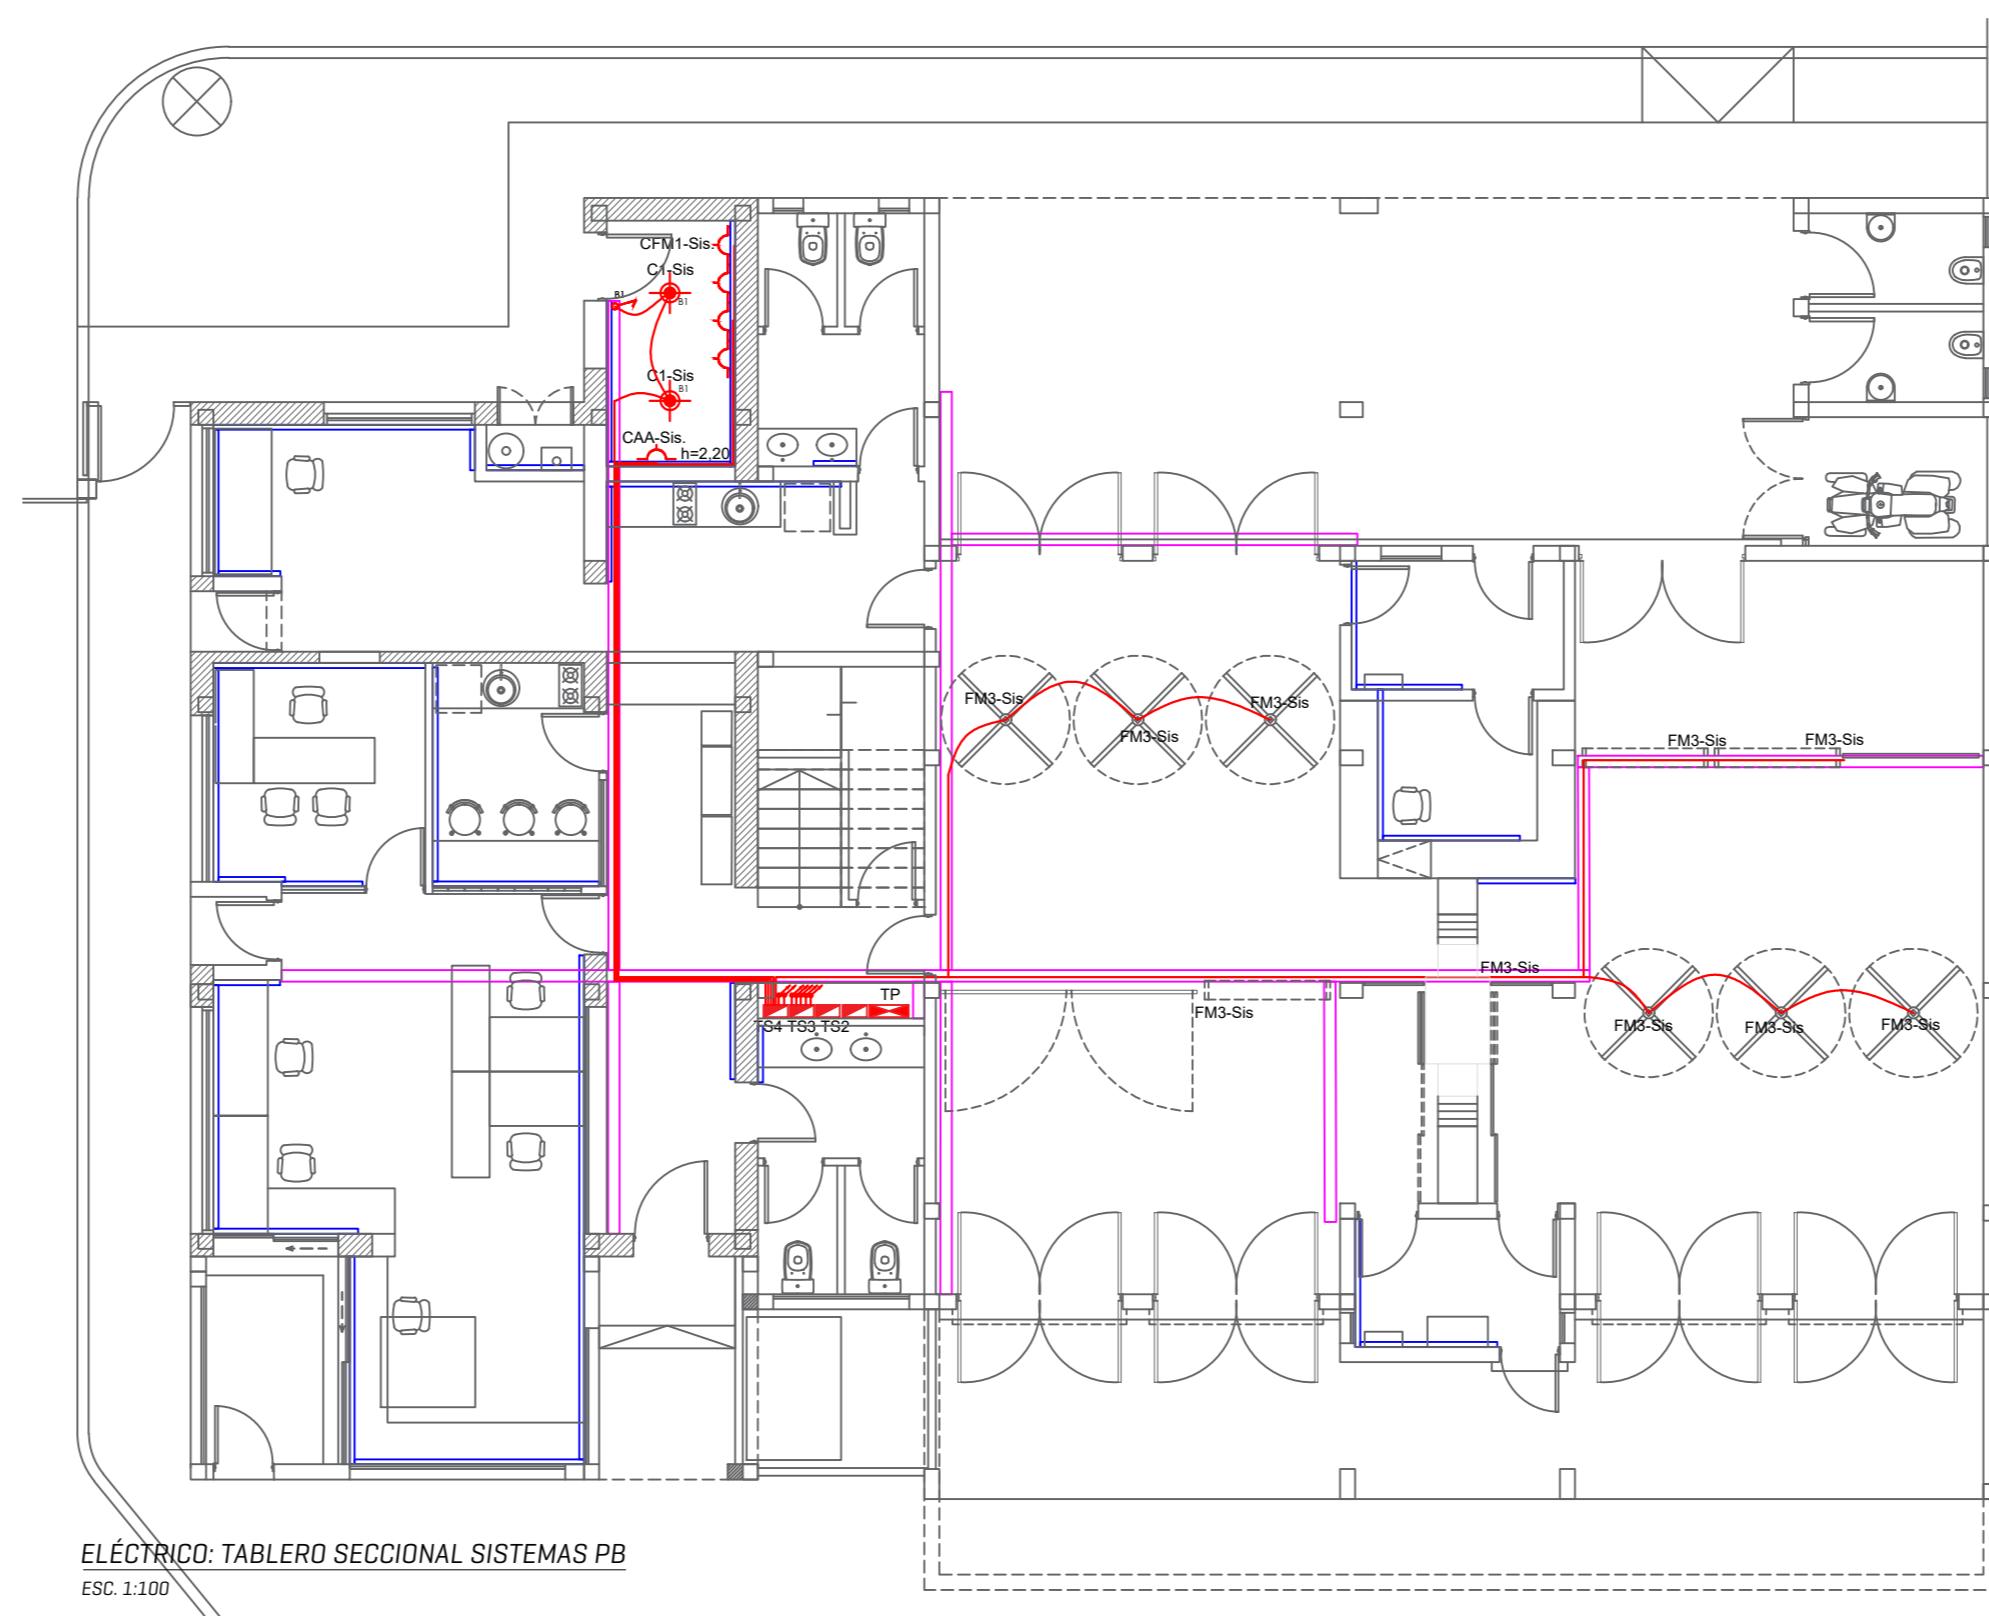 CFM1-Sis.
C1-Sis
B1
B1
C1-Sis
B1
CAA-Sis.
h=2,20
FM3-Sis
FM3-Sis
FM3-Sis
FM3-Sis
FM3-Sis
FM3-Sis
TP
FM3-Sis
TS4 TS3 TS2
FM3-Sis
FM3-Sis
FM3-Sis
ELÉCTRICO: TABLERO SECCIONAL SISTEMAS PB
ESC. 1:100